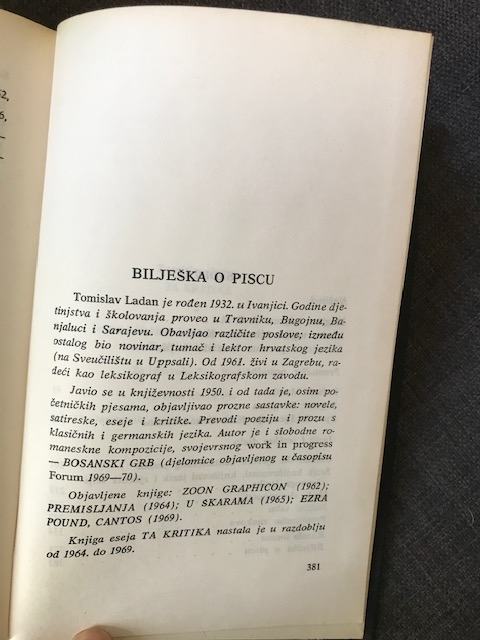 52,
6,
BILJEŠKA O PISCU
Tomislav Ladan je rođen 1932. u Ivanjici. Godine dje-
tinjstva i školovanja proveo u Travniku, Bugojnu, Ba-
njaluci i Sarajevu. Obavljao različite poslove; između
ostalog bio novinar, tumač i lektor hrvatskog jezika
(na Sveučilištu u Uppsali). Od 1961. živi u Zagrebu, ra-
deći kao leksikograf u Leksikografskom zavodu.
Javio se u književnosti 1950. i od tada je, osim po-
četničkih pjesama, objavljivao prozne sastavke: novele,
satireske, eseje i kritike. Prevodi poeziju i prozu s
klasičnih i germanskih jezika. Autor je i slobodne ro-
maneskne kompozicije, svojevrsnog work in progress
— BOSANSKI GRB (djelomice objavljenog u časopisu
Forum 1969—70).
Objavljene knjige: ZOON GRAPHICON (1962);
PREMIŠLJANJA (1964); U ŠKARAMA (1965); EZRA
POUND, CANTOS (1969).
Knjiga eseja TA KRITIKA nastala je u razdoblju
od 1964. do 1969.
381